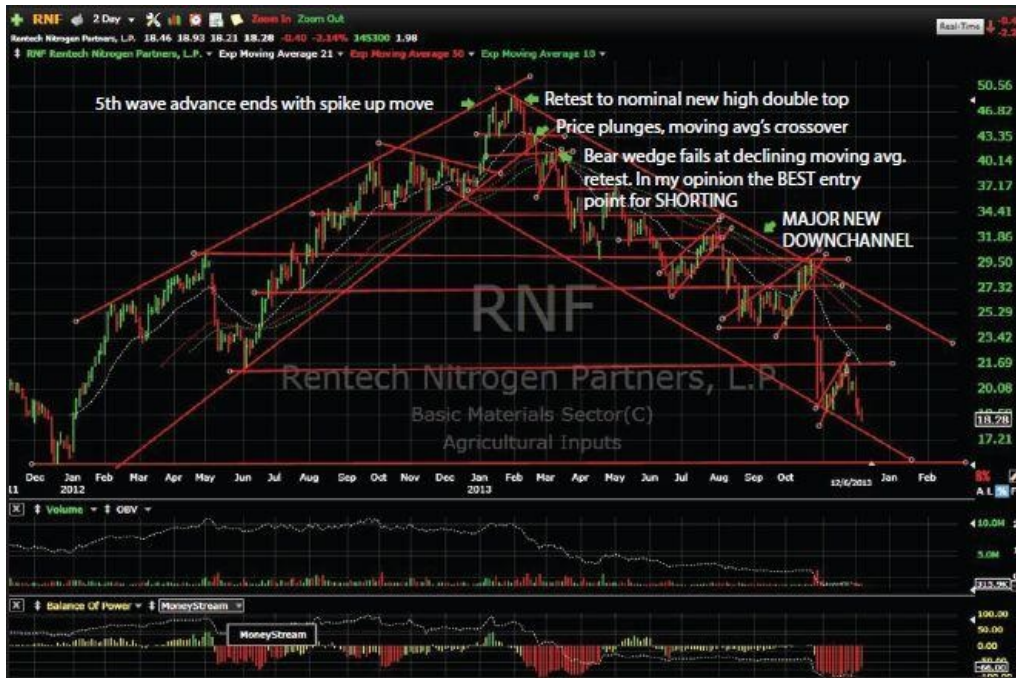 RNF 2 Day Zoom In Zoom Out
Rentech Nitrogen Partners, L.P. 18.46 18.93 18.21 18.28 -0.40 -2.14% 345300 1.98
Real-Time
RNF Rentech Nitrogen Partners, L.P. Exp Moving Average 21 Exp Moving Average 50 Exp Moving Average 10
5th wave advance ends with spike up move
Retest to nominal new high double top
Price plunges, moving avg's crossover
Bear wedge fails at declining moving avg.
retest. In my opinion the BEST entry
point for SHORTING
MAJOR NEW
DOWNCHANNEL
50.56
46.82
43.35
40.14
37.17
34.41
31.86
29.50
27.32
25.29
23.42
21.69
20.08
18.28
17.21
RNF
Rentech Nitrogen Partners, L.P
Basic Materials Sector(C)
Agricultural Inputs
Dec Jan Feb Mar Apr May Jun Jul Aug Sep Oct Nov Dec Jan Feb Mar Apr May Jun Jul Aug Sep Oct 12/6/2013 Jan Feb
11 2012 2013
8%
A L %
Volume OBV
10.0M
5.0M
Balance Of Power MoneyStream
MoneyStream
100.00
50.00
0.00
-66.00